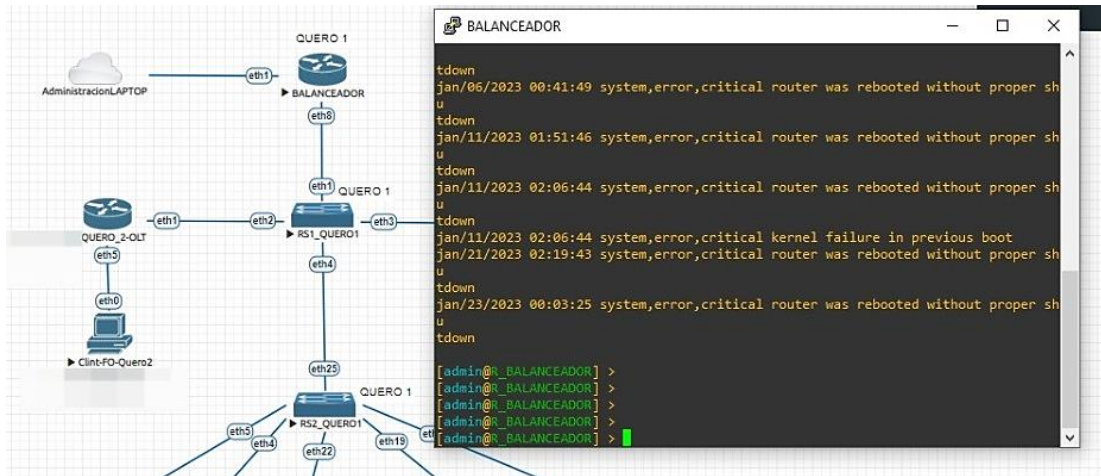 QUERO 1
AdministracionLAPTOP
eth1
BALANCEADOR
eth8
eth1
QUERO 1
eth1
eth2
eth3
QUERO_2-OLT
RS1_QUERO1
eth5
eth4
eth0
Clint-FO-Quero2
eth25
QUERO 1
RS2_QUERO1
eth5
eth4
eth22
eth19
BALANCEADOR
tdown
jan/06/2023 00:41:49 system,error,critical router was rebooted without proper sh
u
tdown
jan/11/2023 01:51:46 system,error,critical router was rebooted without proper sh
u
tdown
jan/11/2023 02:06:44 system,error,critical router was rebooted without proper sh
u
tdown
jan/11/2023 02:06:44 system,error,critical kernel failure in previous boot
jan/21/2023 02:19:43 system,error,critical router was rebooted without proper sh
u
tdown
jan/23/2023 00:03:25 system,error,critical router was rebooted without proper sh
u
tdown
[admin@R_BALANCEADOR] >
[admin@R_BALANCEADOR] >
[admin@R_BALANCEADOR] >
[admin@R_BALANCEADOR] >
[admin@R_BALANCEADOR] >